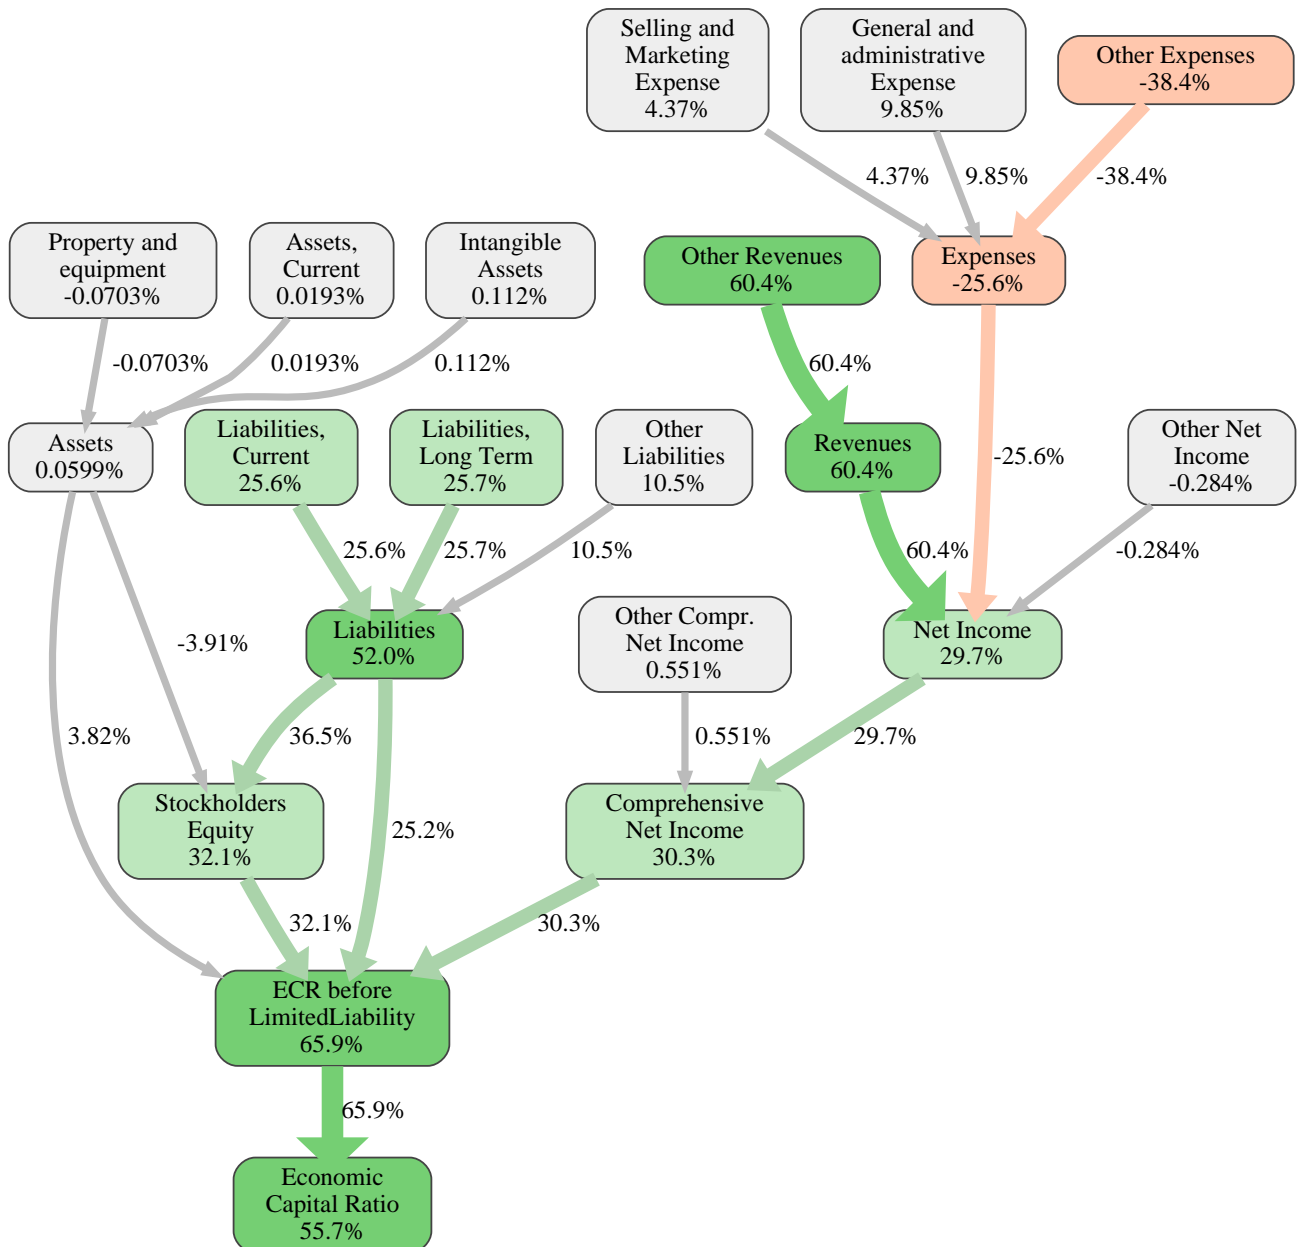 Selling and
Marketing
Expense
4.37%
General and
administrative
Expense
9.85%
Other Expenses
-38.4%
4.37%
9.85%
-38.4%
Property and
equipment
-0.0703%
Assets,
Current
0.0193%
Intangible
Assets
0.112%
Other Revenues
60.4%
Expenses
-25.6%
-0.0703%
0.0193%
0.112%
60.4%
Assets
0.0599%
Liabilities,
Current
25.6%
Liabilities,
Long Term
25.7%
Other
Liabilities
10.5%
Revenues
60.4%
-25.6%
Other Net
Income
-0.284%
25.6%
25.7%
10.5%
60.4%
-0.284%
-3.91%
Liabilities
52.0%
Other Compr.
Net Income
0.551%
Net Income
29.7%
3.82%
36.5%
0.551%
29.7%
Stockholders
Equity
32.1%
25.2%
Comprehensive
Net Income
30.3%
32.1%
30.3%
ECR before
LimitedLiability
65.9%
65.9%
Economic
Capital Ratio
55.7%